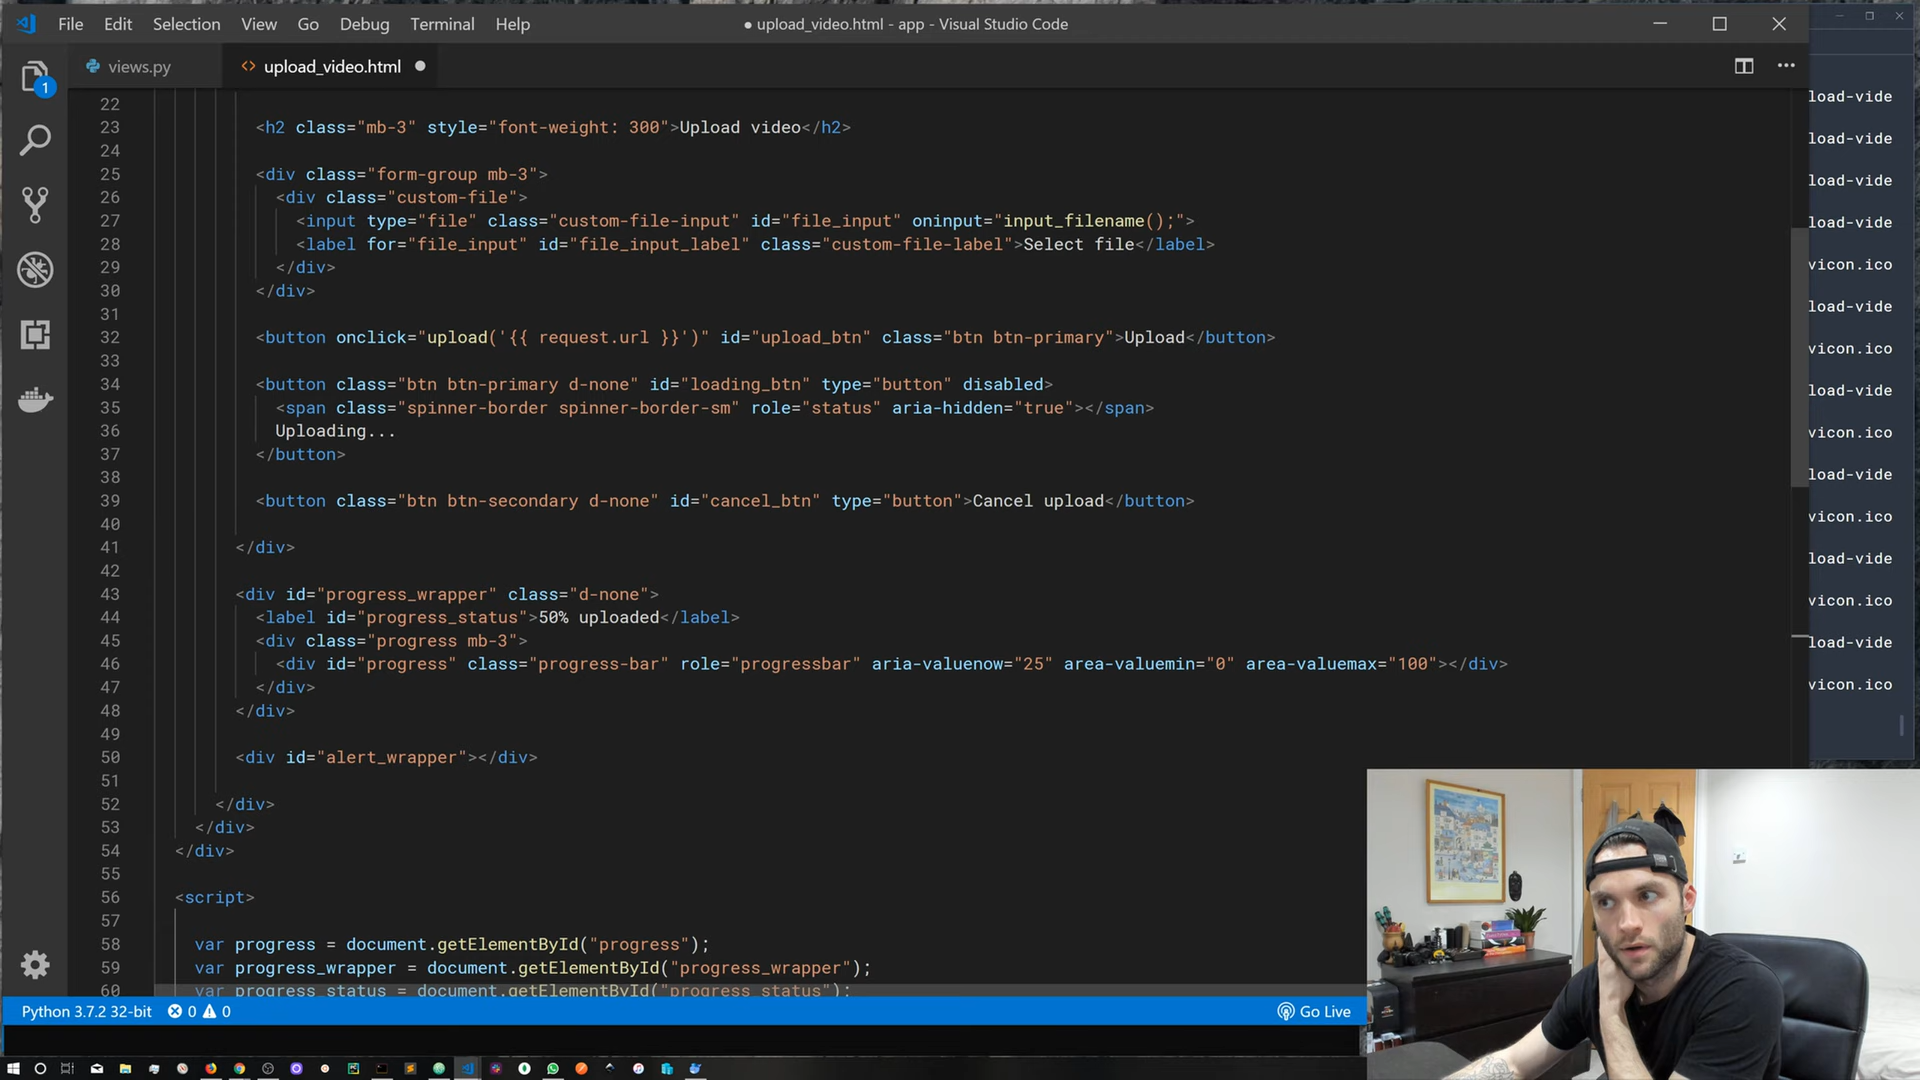 File Edit Selection View Go Debug Terminal Help
● upload_video.html - app - Visual Studio Code
views.py
<> upload_video.html ●
1
22
23 <h2 class="mb-3" style="font-weight: 300">Upload video</h2>
24
25 <div class="form-group mb-3">
26 <div class="custom-file">
27 <input type="file" class="custom-file-input" id="file_input" oninput="input_filename();">
28 <label for="file_input" id="file_input_label" class="custom-file-label">Select file</label>
29 </div>
30 </div>
31
32 <button onclick="upload('{{ request.url }}')" id="upload_btn" class="btn btn-primary">Upload</button>
33
34 <button class="btn btn-primary d-none" id="loading_btn" type="button" disabled>
35 <span class="spinner-border spinner-border-sm" role="status" aria-hidden="true"></span>
36 Uploading...
37 </button>
38
39 <button class="btn btn-secondary d-none" id="cancel_btn" type="button">Cancel upload</button>
40
41 </div>
42
43 <div id="progress_wrapper" class="d-none">
44 <label id="progress_status">50% uploaded</label>
45 <div class="progress mb-3">
46 <div id="progress" class="progress-bar" role="progressbar" aria-valuenow="25" area-valuemin="0" area-valuemax="100"></div>
47 </div>
48 </div>
49
50 <div id="alert_wrapper"></div>
51
52 </div>
53 </div>
54 </div>
55
56 <script>
57
58 var progress = document.getElementById("progress");
59 var progress_wrapper = document.getElementById("progress_wrapper");
60 var progress_status = document.getElementById("progress_status");
load-vide
load-vide
load-vide
load-vide
vicon.ico
load-vide
vicon.ico
load-vide
vicon.ico
load-vide
vicon.ico
load-vide
vicon.ico
load-vide
vicon.ico
Python 3.7.2 32-bit 0 0
Go Live